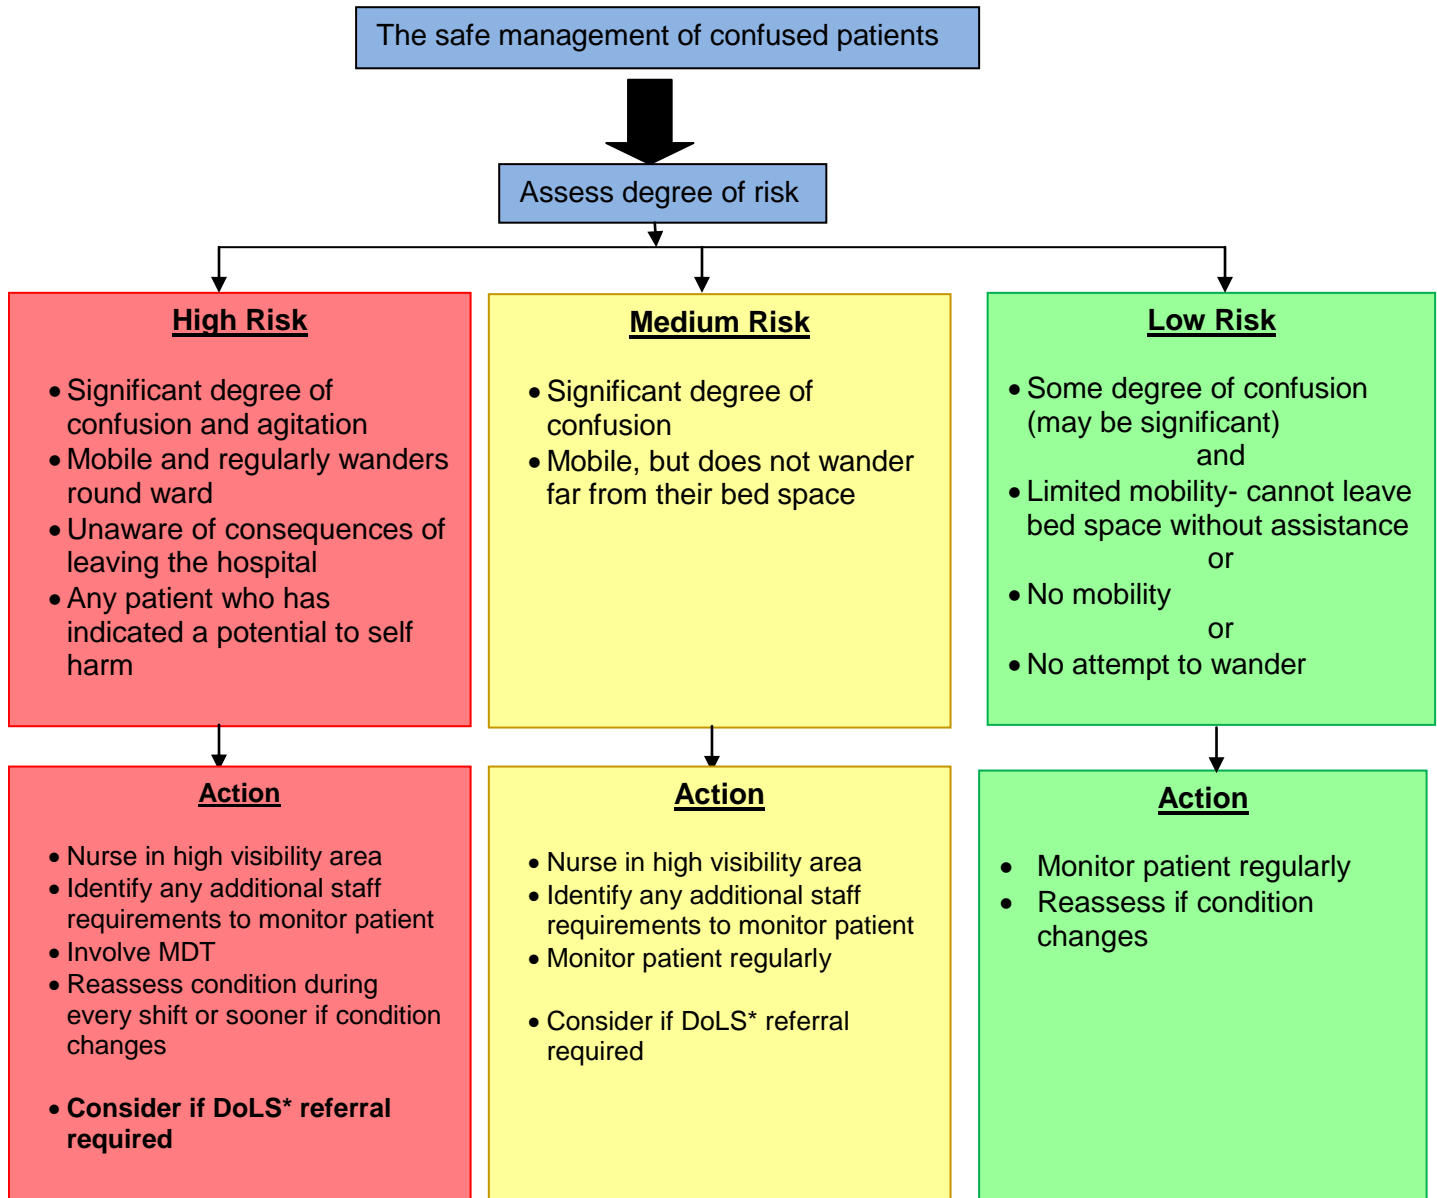 The safe management of confused patients
Assess degree of risk
High Risk
• Significant degree of
confusion and agitation
• Mobile and regularly wanders
round ward
• Unaware of consequences of
leaving the hospital
• Any patient who has
indicated a potential to self
harm
Medium Risk
• Significant degree of
confusion
• Mobile, but does not wander
far from their bed space
Low Risk
• Some degree of confusion
(may be significant)
and
• Limited mobility- cannot leave
bed space without assistance
or
• No mobility
or
• No attempt to wander
Action
• Nurse in high visibility area
• Identify any additional staff
requirements to monitor patient
• Involve MDT
• Reassess condition during
every shift or sooner if condition
changes
• Consider if DoLS* referral
required
Action
• Nurse in high visibility area
• Identify any additional staff
requirements to monitor patient
• Monitor patient regularly
• Consider if DoLS* referral
required
Action
• Monitor patient regularly
• Reassess if condition
changes